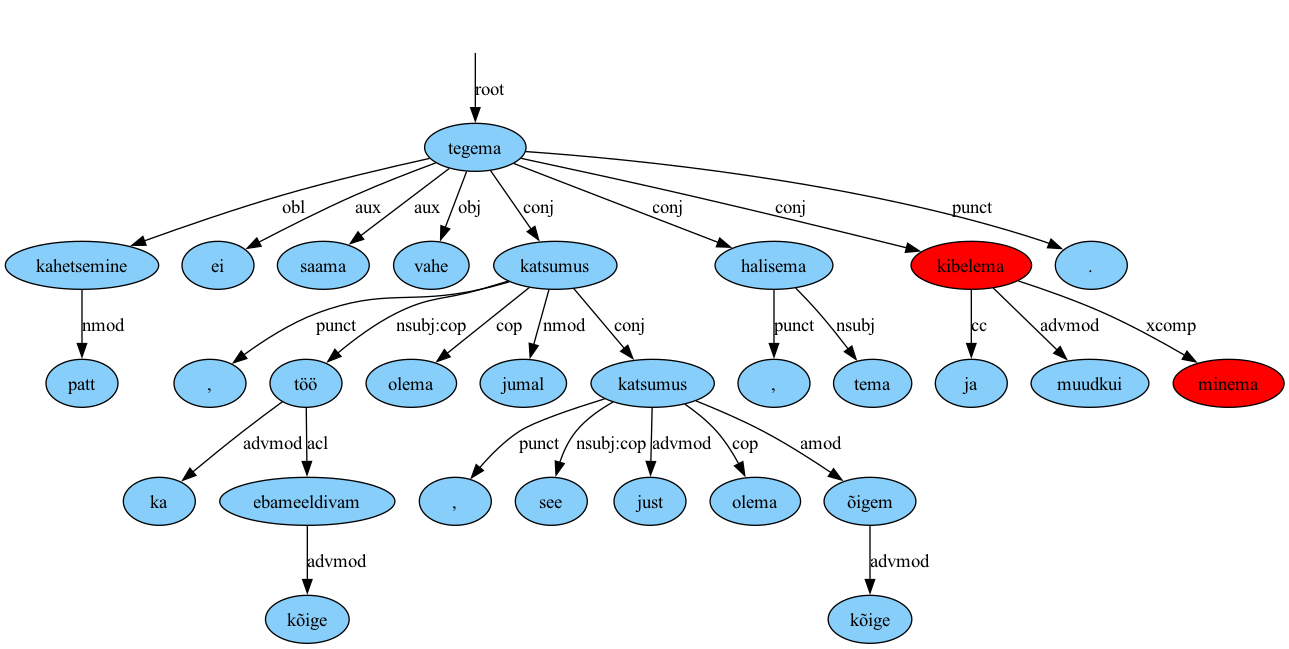 root
tegema
obl aux aux obj conj conj conj punct
kahetsemine ei saama vahe katsumus halisema kibelema .
nmod punct nsubj:cop cop nmod conj punct nsubj cc advmod xcomp
patt , töö olema jumal katsumus , tema ja muudkui minema
advmod acl punct nsubj:cop advmod cop amod
ka ebameeldivam , see just olema õigem
advmod advmod
kõige kõige